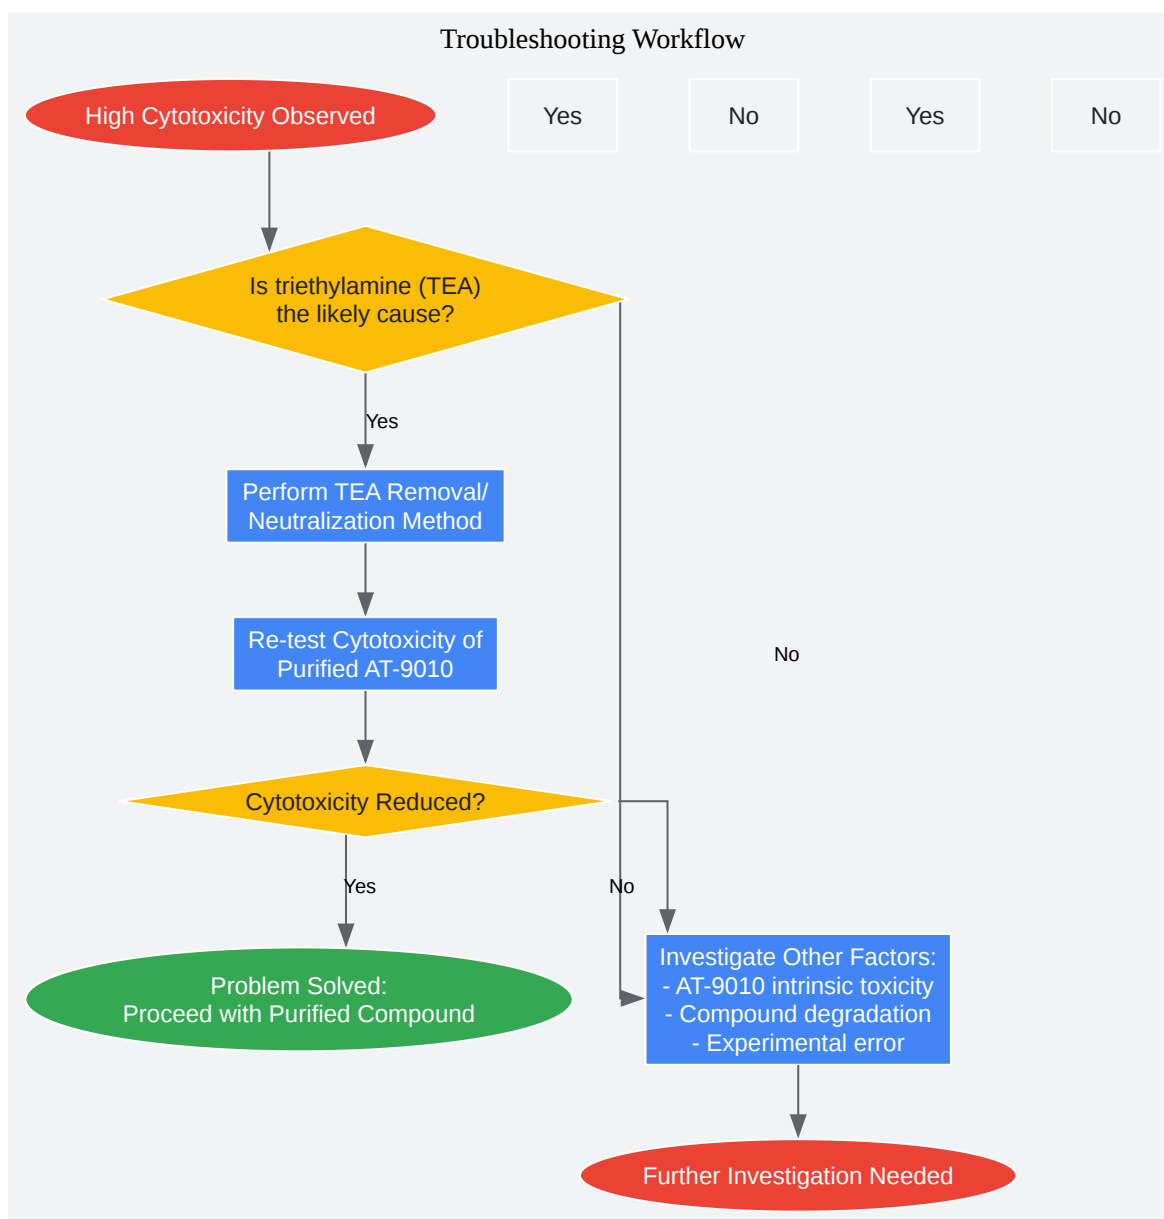 Troubleshooting Workflow
High Cytotoxicity Observed
Yes
No
Yes
No
Is triethylamine (TEA)
the likely cause?
Yes
Perform TEA Removal/
Neutralization Method
Re-test Cytotoxicity of
Purified AT-9010
No
Cytotoxicity Reduced?
Yes
No
Problem Solved:
Proceed with Purified Compound
Investigate Other Factors:
- AT-9010 intrinsic toxicity
- Compound degradation
- Experimental error
Further Investigation Needed